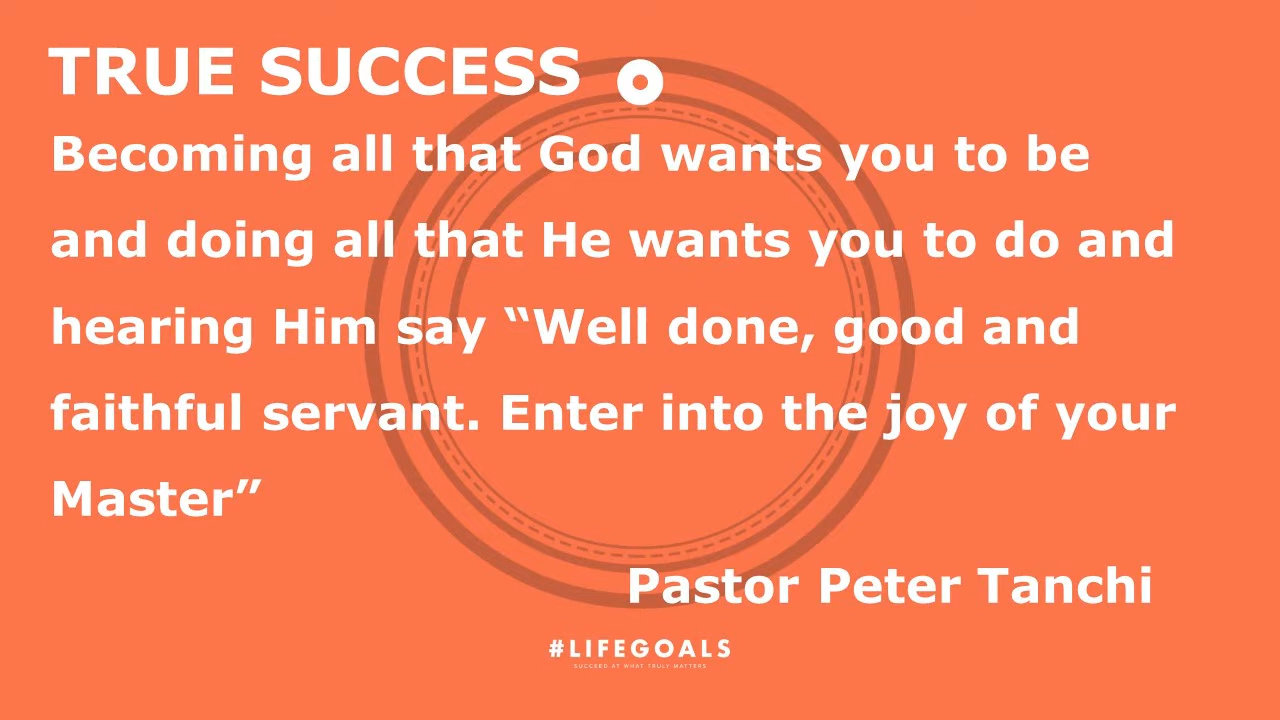 TRUE SUCCESS
Becoming all that God wants you to be
and doing all that He wants you to do and
hearing Him say “Well done, good and
faithful servant. Enter into the joy of your
Master”
Pastor Peter Tanchi
#LIFEGOALS
SUCCEED AT WHAT TRULY MATTERS